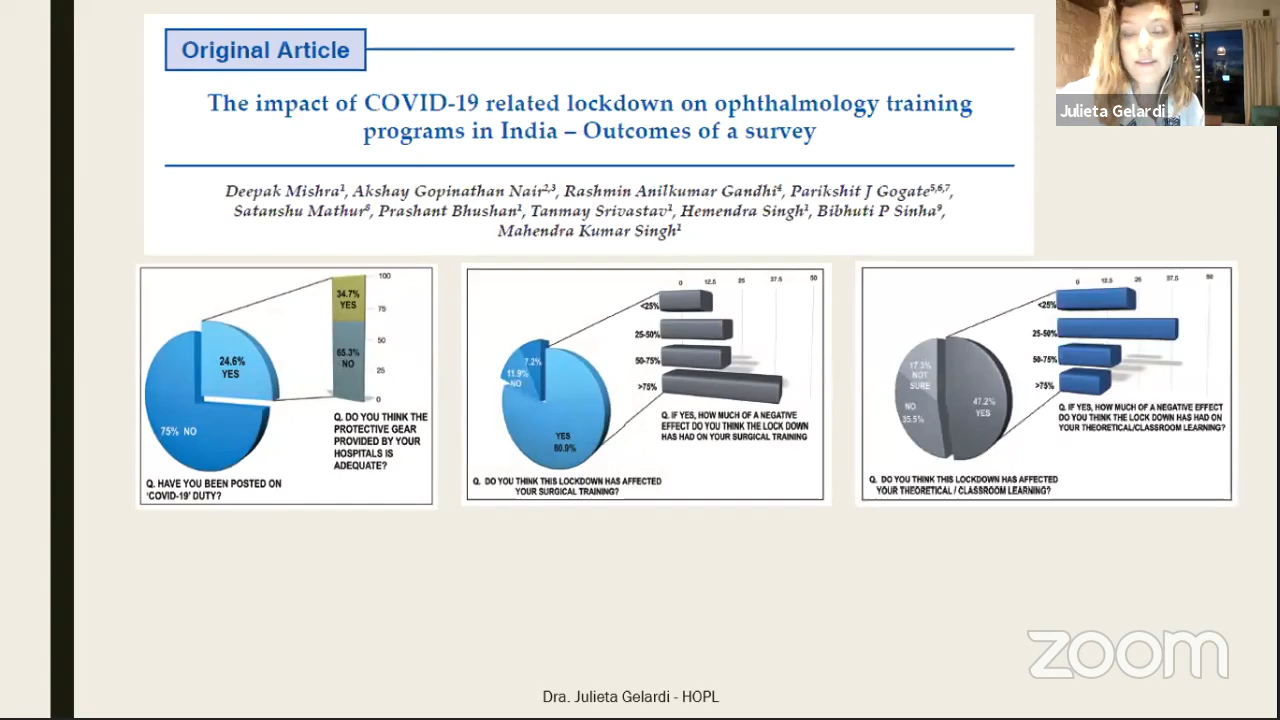 Original Article
The impact of COVID-19 related lockdown on ophthalmology training
programs in India – Outcomes of a survey
Deepak Mishra¹, Akshay Gopinathan Nair²,³, Rashmin Anilkumar Gandhi⁴, Parikshit J Gogate⁵,⁶,⁷,
Satanshu Mathur⁸, Prashant Bhushan¹, Tanmay Srivastav¹, Hemendra Singh¹, Bibhuti P Sinha⁹,
Mahendra Kumar Singh¹
Julieta Gelardi
24.6%
YES
75% NO
34.7%
YES
65.3%
NO
100
75
50
25
0
Q. DO YOU THINK THE
PROTECTIVE GEAR
PROVIDED BY YOUR
HOSPITALS IS
ADEQUATE?
Q. HAVE YOU BEEN POSTED ON
'COVID-19' DUTY?
0 12.5 25 37.5 50
<25%
25-50%
50-75%
>75%
7.2%
11.9%
NO
YES
80.9%
Q. IF YES, HOW MUCH OF A NEGATIVE
EFFECT DO YOU THINK THE LOCK DOWN
HAS HAD ON YOUR SURGICAL TRAINING
Q. DO YOU THINK THIS LOCKDOWN HAS AFFECTED
YOUR SURGICAL TRAINING?
0 12.5 25 37.5 50
<25%
25-50%
50-75%
>75%
17.3%
NOT
SURE
NO
35.5%
47.2%
YES
Q. IF YES, HOW MUCH OF A NEGATIVE EFFECT
DO YOU THINK THE LOCK DOWN HAS HAD ON
YOUR THEORETICAL/CLASSROOM LEARNING?
Q. DO YOU THINK THIS LOCKDOWN HAS AFFECTED
YOUR THEORETICAL / CLASSROOM LEARNING?
zoom
Dra. Julieta Gelardi - HOPL